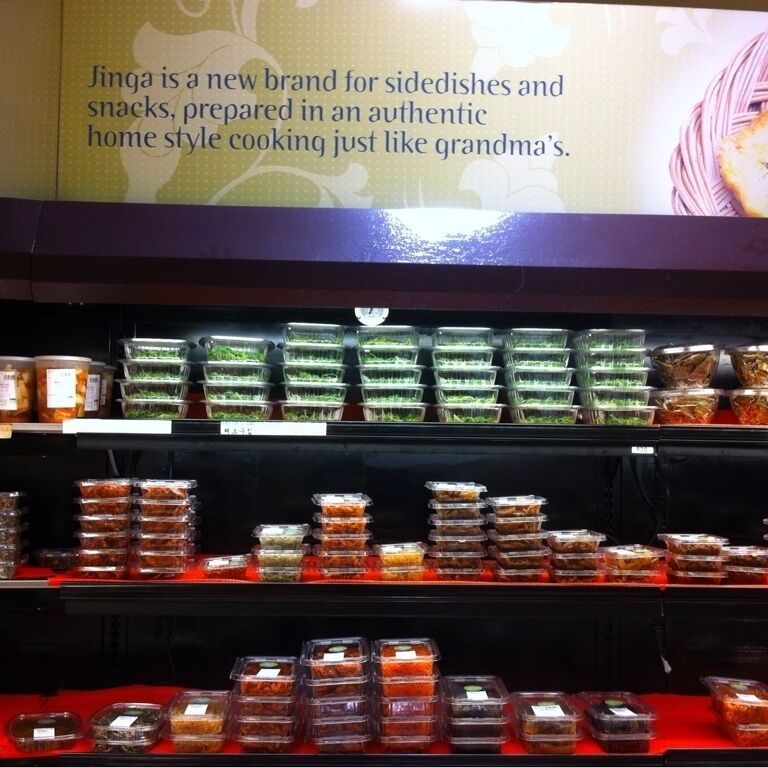 Jinga is a new brand for sidedishes and
snacks, prepared in an authentic
home style cooking just like grandma's.